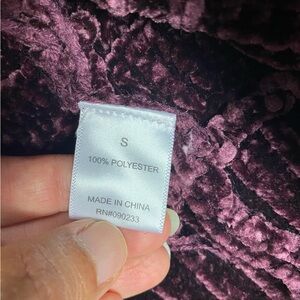 S
100% POLYESTER
MADE IN CHINA
RN#090233